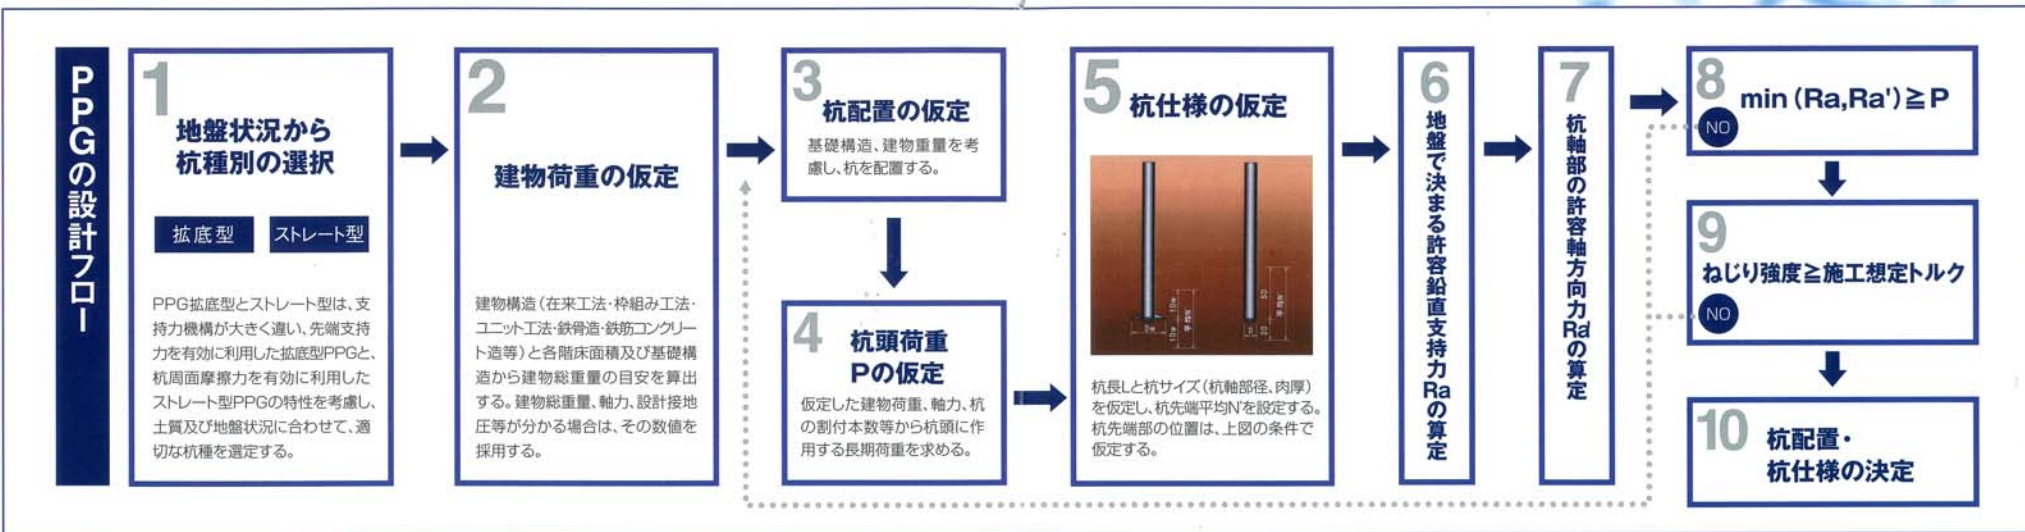 PPGの設計フロー
1
地盤状況から
杭種別の選択
拡底型
ストレート型
PPG拡底型とストレート型は、支
持力機構が大きく違い、先端支持
力を有効に利用した拡底型PPGと、
杭周面摩擦力を有効に利用した
ストレート型PPGの特性を考慮し、
土質及び地盤状況に合わせて、適
切な杭種を選定する。
2
建物荷重の仮定
建物構造(在来工法・枠組み工法・
ユニット工法・鉄骨造・鉄筋コンクリー
ト造等)と各階床面積及び基礎構
造から建物総重量の目安を算出
する。建物総重量、軸力、設計接地
圧等が分かる場合は、その数値を
採用する。
3
杭配置の仮定
基礎構造、建物重量を考
慮し、杭を配置する。
4
杭頭荷重
Pの仮定
仮定した建物荷重、軸力、杭
の割付本数等から杭頭に作
用する長期荷重を求める。
5
杭仕様の仮定
杭長Lと杭サイズ(杭軸部径、肉厚)
を仮定し、杭先端平均N'を設定する。
杭先端部の位置は、上図の条件で
仮定する。
6
地盤で決まる許容鉛直支持力Raの算定
7
杭軸部の許容軸方向力Ra'の算定
8
min(Ra,Ra')≧P
NO
9
ねじり強度≧施工想定トルク
NO
10
杭配置・
杭仕様の決定